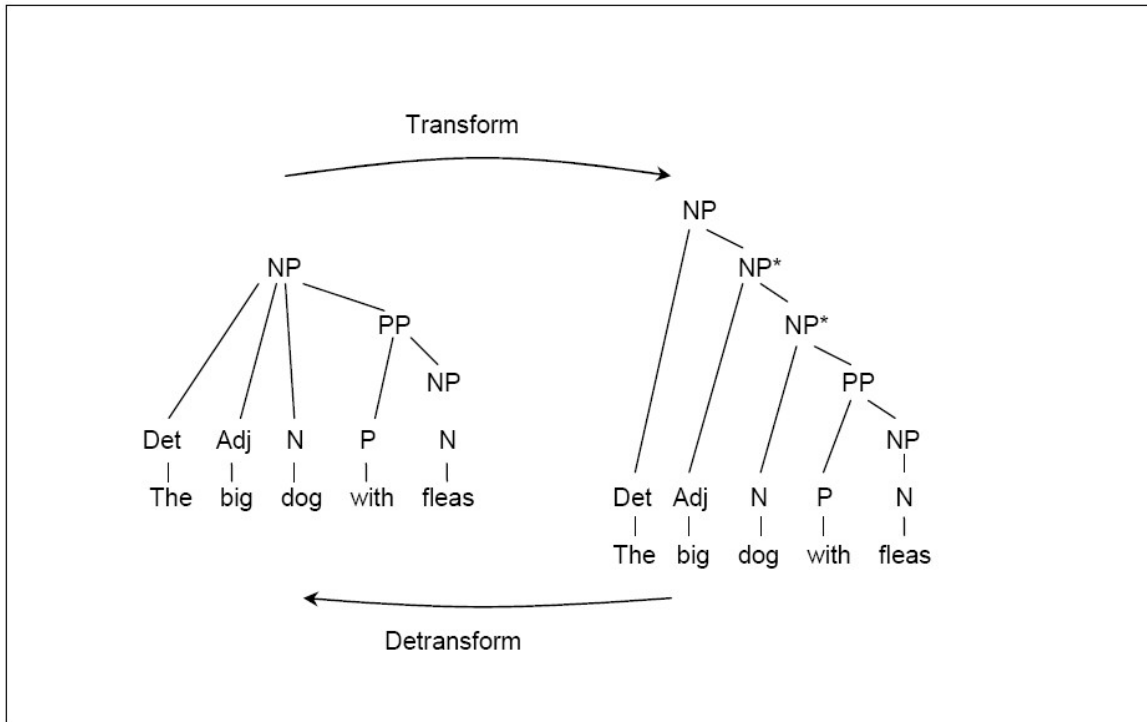 Transform
NP
PP
NP
Det Adj N P N
The big dog with fleas
NP
NP*
NP*
PP
NP
Det Adj N P N
The big dog with fleas
Detransform